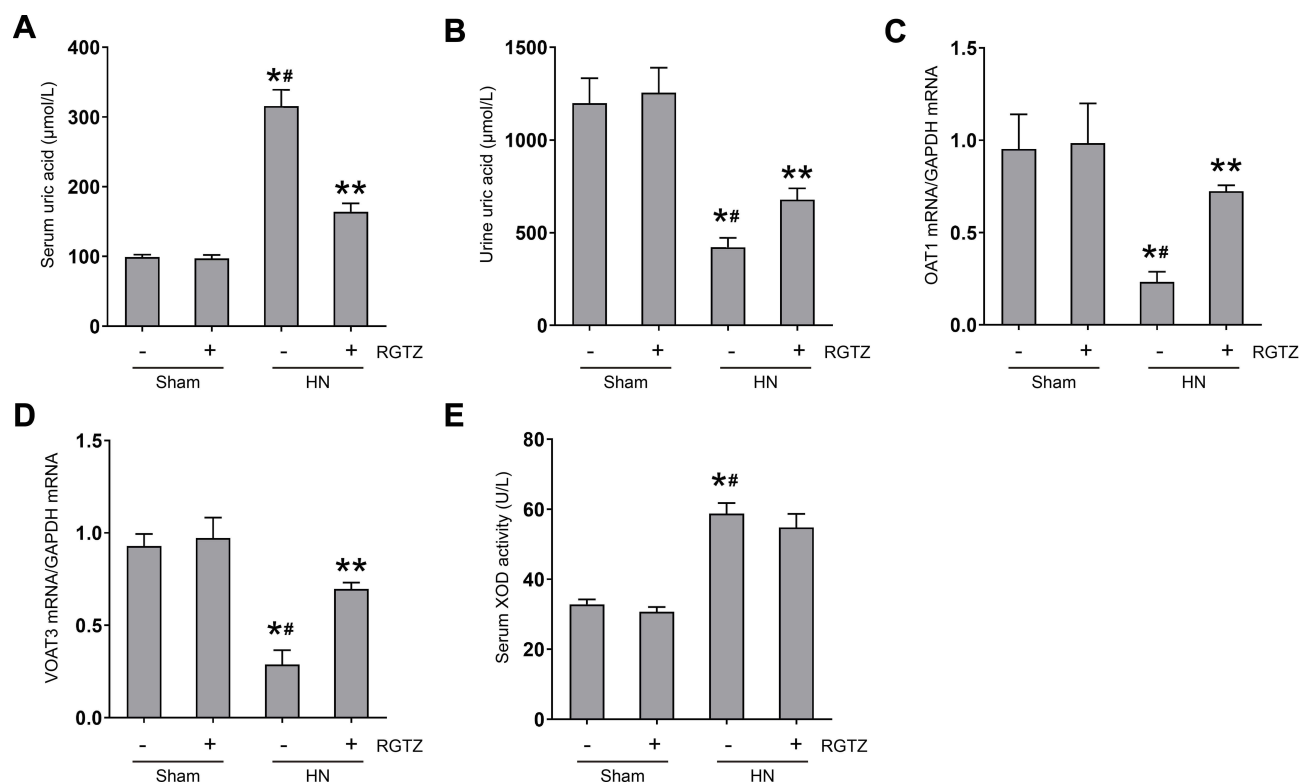 A
Serum uric acid (μmol/L)
400
300
200
100
0
*#
**
- + - + RGTZ
Sham HN
B
Urine uric acid (μmol/L)
1500
1000
500
0
*#
**
- + - + RGTZ
Sham HN
C
OAT1 mRNA/GAPDH mRNA
1.5
1.0
0.5
0.0
*#
**
- + - + RGTZ
Sham HN
D
VOAT3 mRNA/GAPDH mRNA
1.5
1.0
0.5
0.0
*#
**
- + - + RGTZ
Sham HN
E
Serum XOD activity (U/L)
80
60
40
20
0
*#
- + - + RGTZ
Sham HN